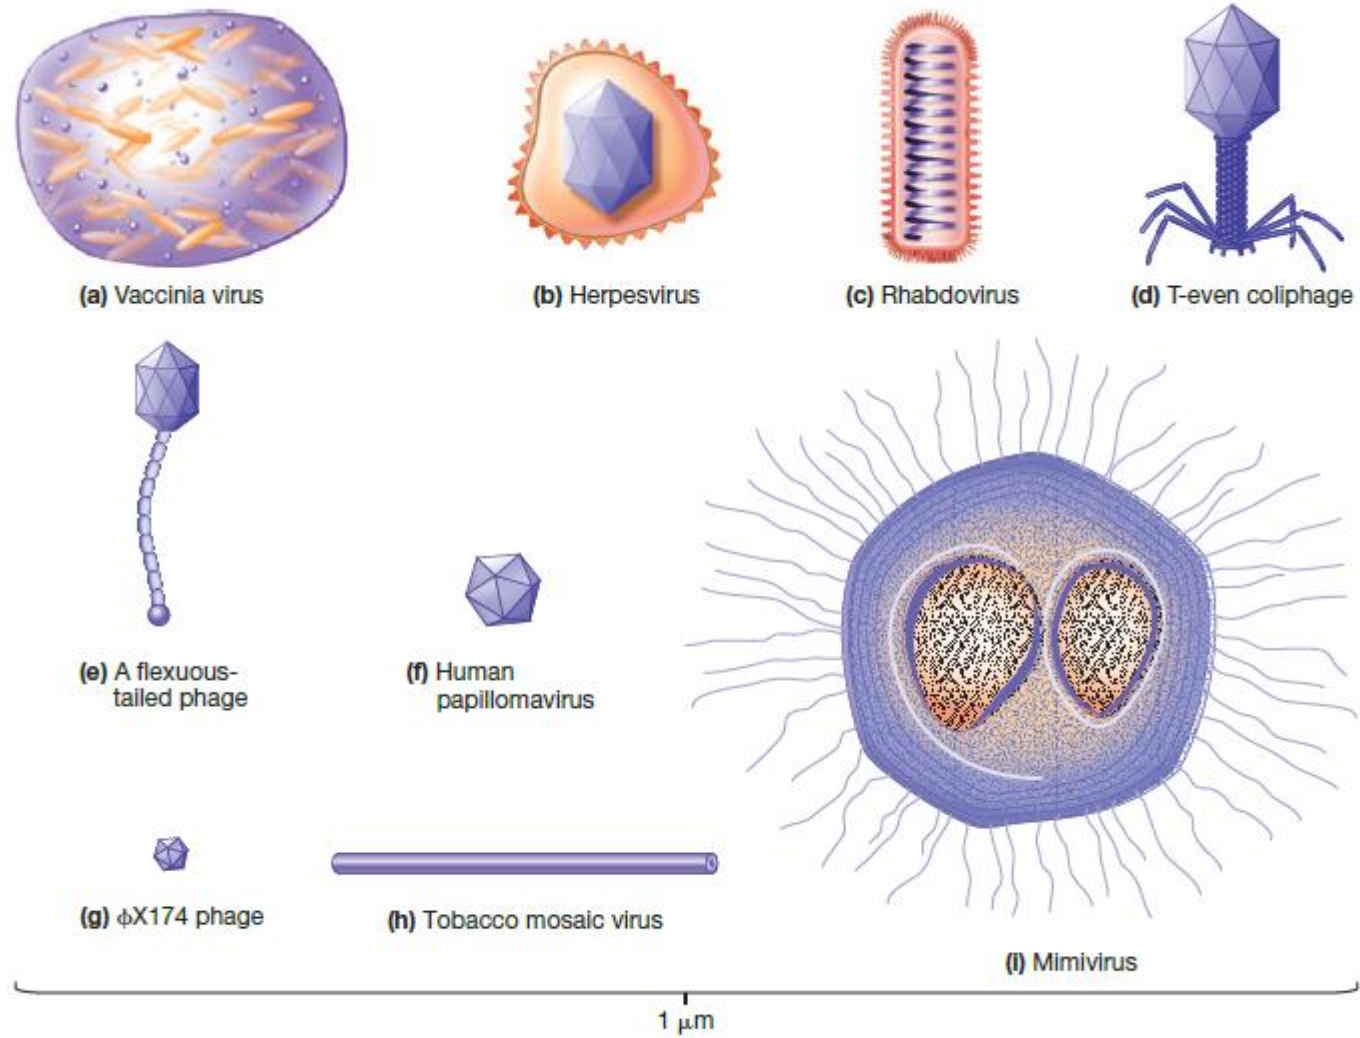 (a) Vaccinia virus
(b) Herpesvirus
(c) Rhabdovirus
(d) T-even coliphage
(e) A flexuous-
tailed phage
(f) Human
papillomavirus
(g) ϕX174 phage
(h) Tobacco mosaic virus
(i) Mimivirus
1 μm